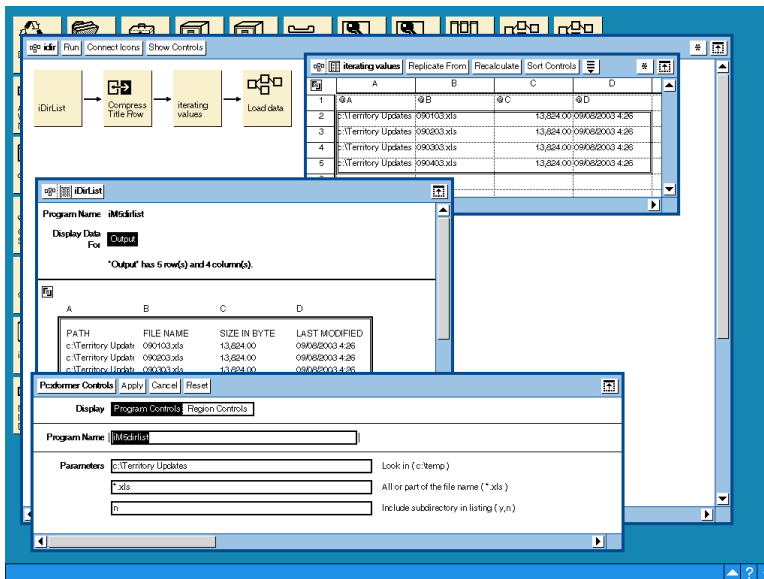 idir Run Connect Icons Show Controls
iDirList
Compress
Title Row
iterating
values
Load data
iterating values Replicate From Recalculate Sort Controls
A B C D
1 @A @B @C @D
2 c:\Territory Updates 090103.xls 13,824.00 09/08/2003 4:26
3 c:\Territory Updates 090203.xls 13,824.00 09/08/2003 4:26
4 c:\Territory Updates 090303.xls 13,824.00 09/08/2003 4:26
5 c:\Territory Updates 090403.xls 13,824.00 09/08/2003 4:26
iDirList
Program Name iM6dirlist
Display Data
For Output
"Output" has 5 row(s) and 4 column(s).
A B C D
PATH FILE NAME SIZE IN BYTE LAST MODIFIED
c:\Territory Update 090103.xls 13,824.00 09/08/2003 4:26
c:\Territory Update 090203.xls 13,824.00 09/08/2003 4:26
c:\Territory Update 090303.xls 13,824.00 09/08/2003 4:26
Pcxformer Controls Apply Cancel Reset
Display Program Controls Region Controls
Program Name iM6dirlist
Parameters c:\Territory Updates Look in ( c:\temp )
*.xls All or part of the file name ( *.xls )
n Include subdirectory in listing ( y,n )
?